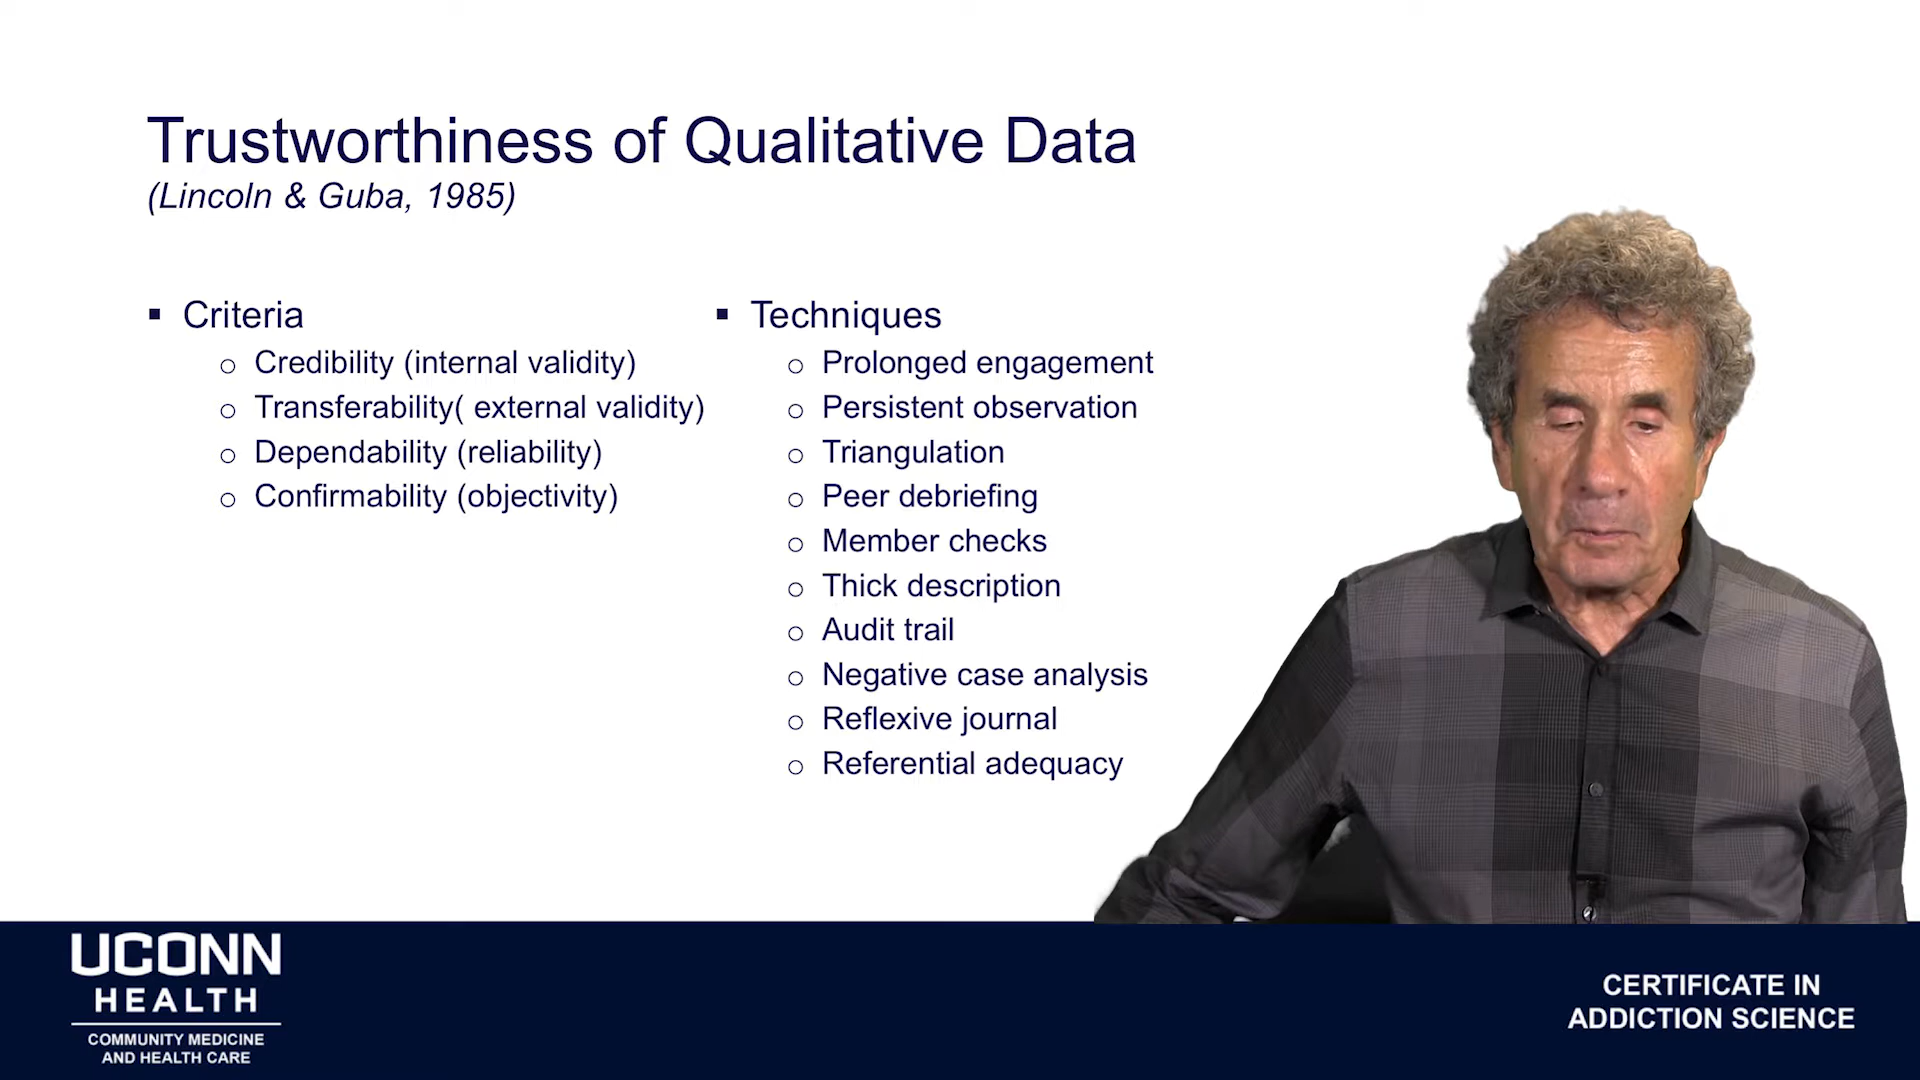 Trustworthiness of Qualitative Data
(Lincoln & Guba, 1985)
▪ Criteria
o Credibility (internal validity)
o Transferability( external validity)
o Dependability (reliability)
o Confirmability (objectivity)
▪ Techniques
o Prolonged engagement
o Persistent observation
o Triangulation
o Peer debriefing
o Member checks
o Thick description
o Audit trail
o Negative case analysis
o Reflexive journal
o Referential adequacy
UCONN
HEALTH
COMMUNITY MEDICINE
AND HEALTH CARE
CERTIFICATE IN
ADDICTION SCIENCE